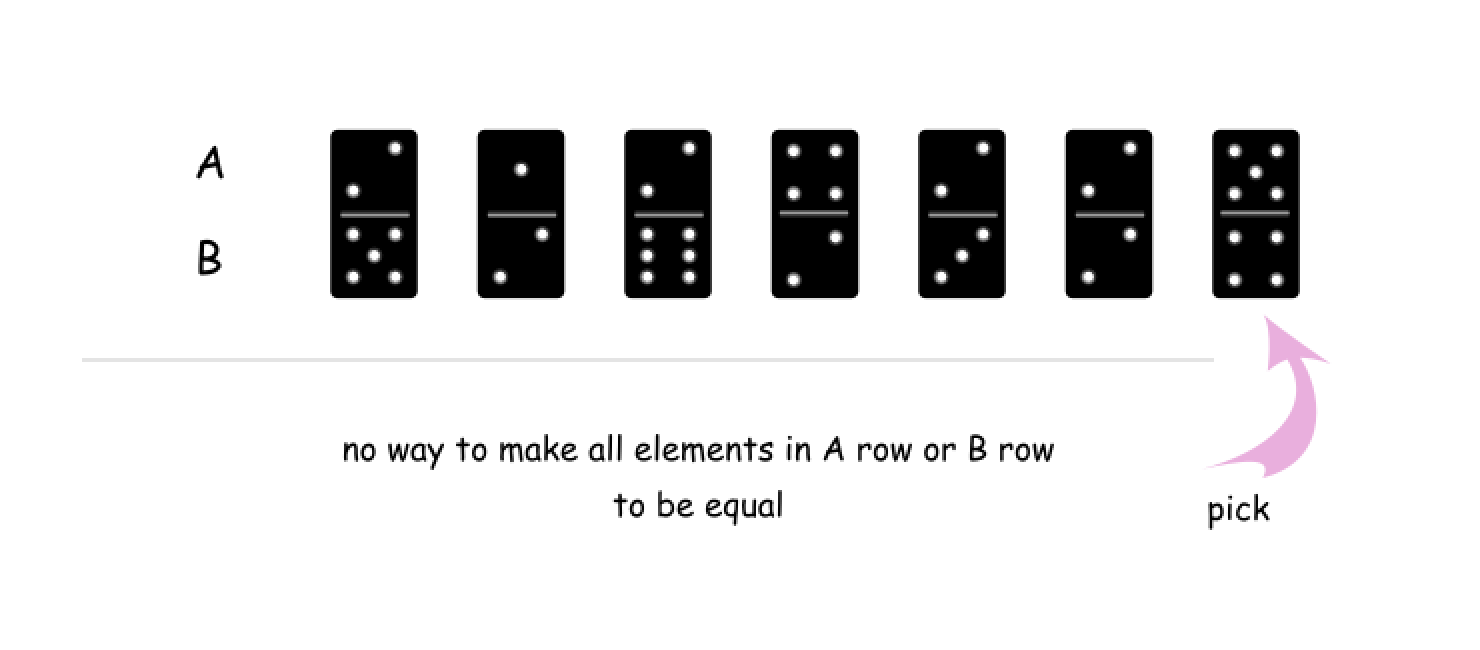 A
B
no way to make all elements in A row or B row
to be equal
pick